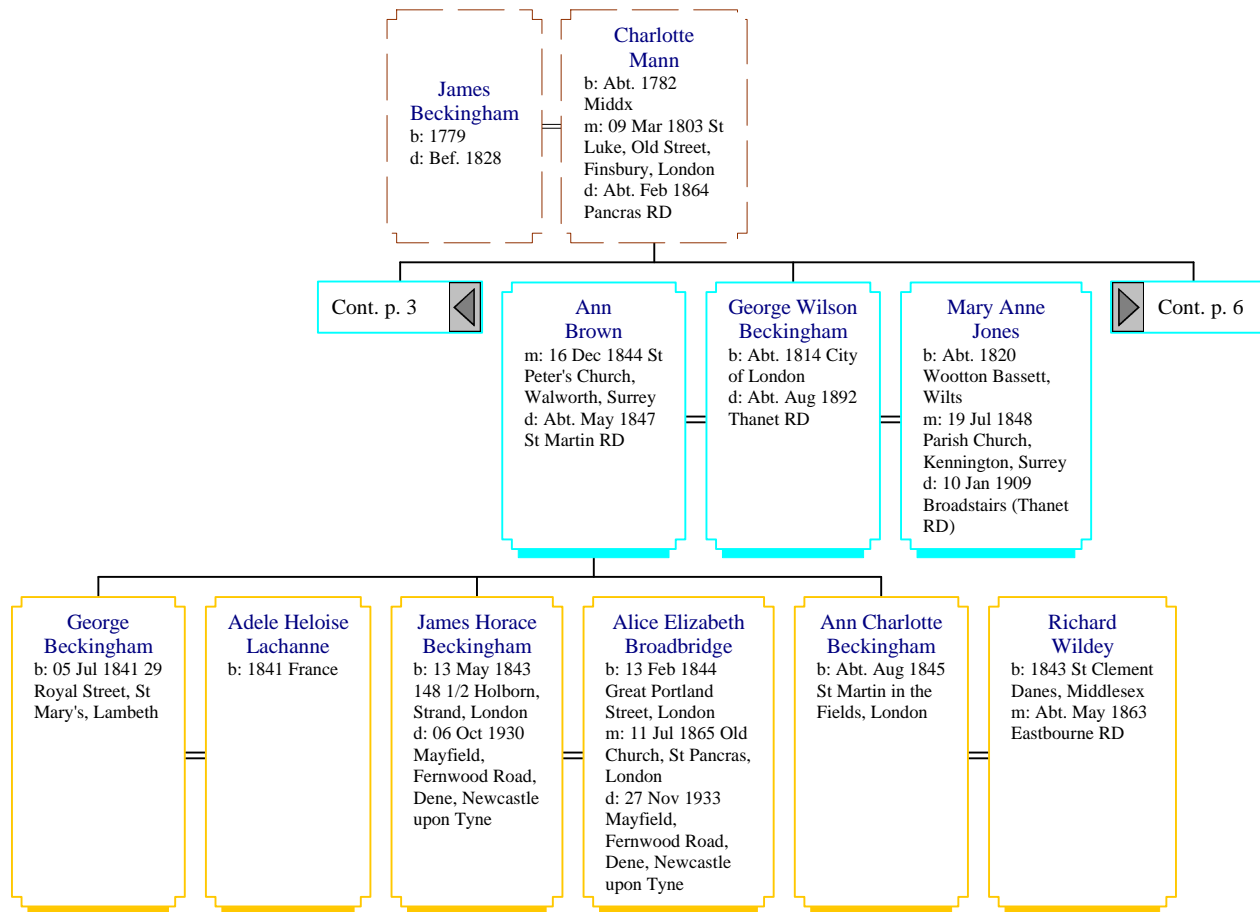 James
Beckingham
b: 1779
d: Bef. 1828
Charlotte
Mann
b: Abt. 1782
Middx
m: 09 Mar 1803 St
Luke, Old Street,
Finsbury, London
d: Abt. Feb 1864
Pancras RD
Cont. p. 3
Ann
Brown
m: 16 Dec 1844 St
Peter's Church,
Walworth, Surrey
d: Abt. May 1847
St Martin RD
George Wilson
Beckingham
b: Abt. 1814 City
of London
d: Abt. Aug 1892
Thanet RD
Mary Anne
Jones
b: Abt. 1820
Wootton Bassett,
Wilts
m: 19 Jul 1848
Parish Church,
Kennington, Surrey
d: 10 Jan 1909
Broadstairs (Thanet
RD)
Cont. p. 6
George
Beckingham
b: 05 Jul 1841 29
Royal Street, St
Mary's, Lambeth
Adele Heloise
Lachanne
b: 1841 France
James Horace
Beckingham
b: 13 May 1843
148 1/2 Holborn,
Strand, London
d: 06 Oct 1930
Mayfield,
Fernwood Road,
Dene, Newcastle
upon Tyne
Alice Elizabeth
Broadbridge
b: 13 Feb 1844
Great Portland
Street, London
m: 11 Jul 1865 Old
Church, St Pancras,
London
d: 27 Nov 1933
Mayfield,
Fernwood Road,
Dene, Newcastle
upon Tyne
Ann Charlotte
Beckingham
b: Abt. Aug 1845
St Martin in the
Fields, London
Richard
Wildey
b: 1843 St Clement
Danes, Middlesex
m: Abt. May 1863
Eastbourne RD